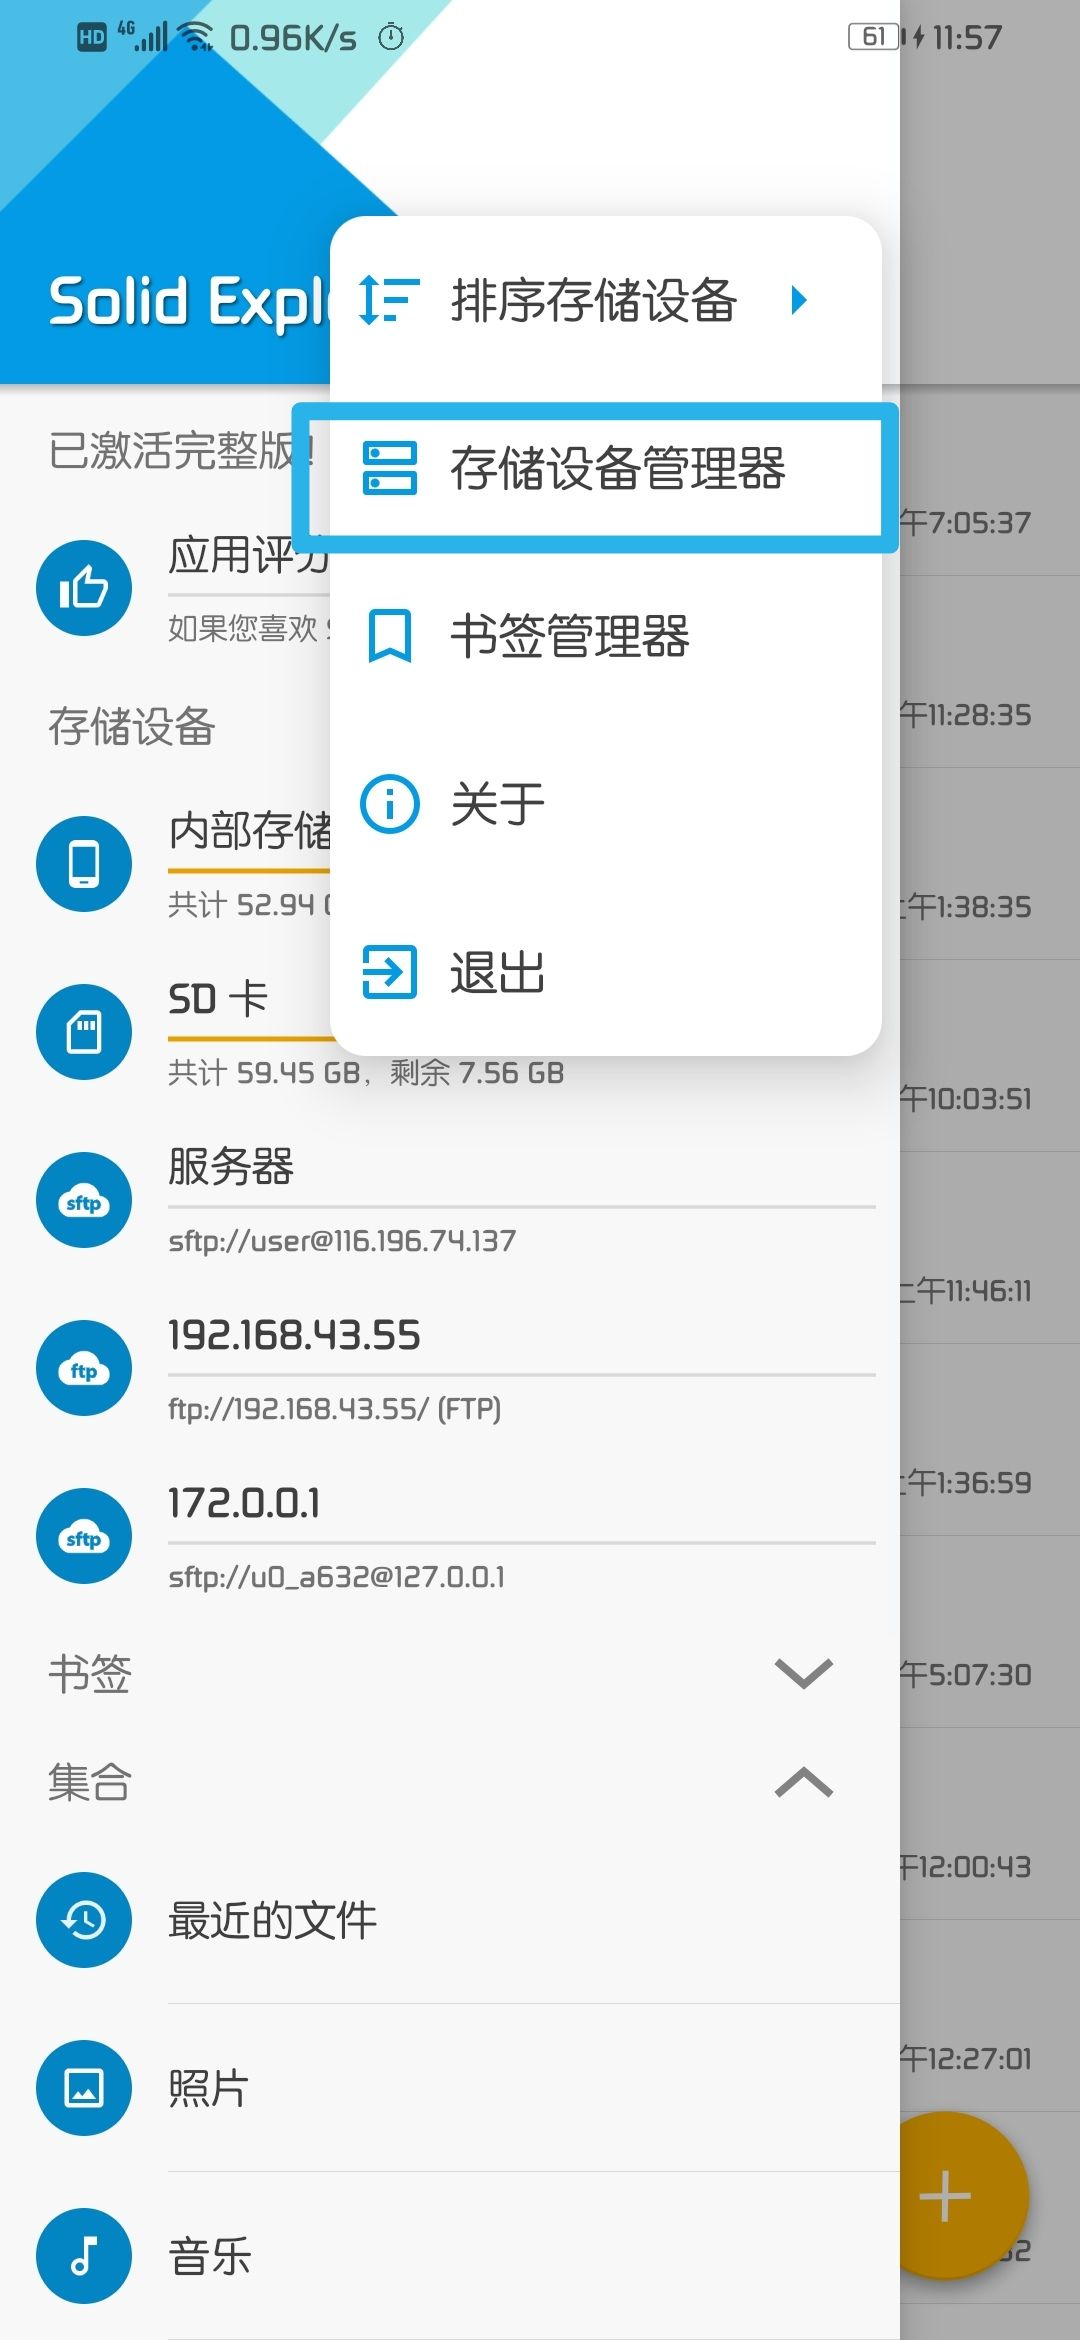 HD 4G 0.96K/s 61 11:57
Solid Expl
排序存储设备
已激活完整版!
存储设备管理器
午7:05:37
应用评分
如果您喜欢
书签管理器
存储设备
午11:28:35
关于
内部存储
共计 52.94
午1:38:35
退出
SD 卡
共计 59.45 GB，剩余 7.56 GB
午10:03:51
服务器
sftp://user@116.196.74.137
上午11:46:11
192.168.43.55
ftp://192.168.43.55/ (FTP)
午1:36:59
172.0.0.1
sftp://u0_a632@127.0.0.1
书签
午5:07:30
集合
午12:00:43
最近的文件
午12:27:01
照片
音乐
sftp
ftp
sftp